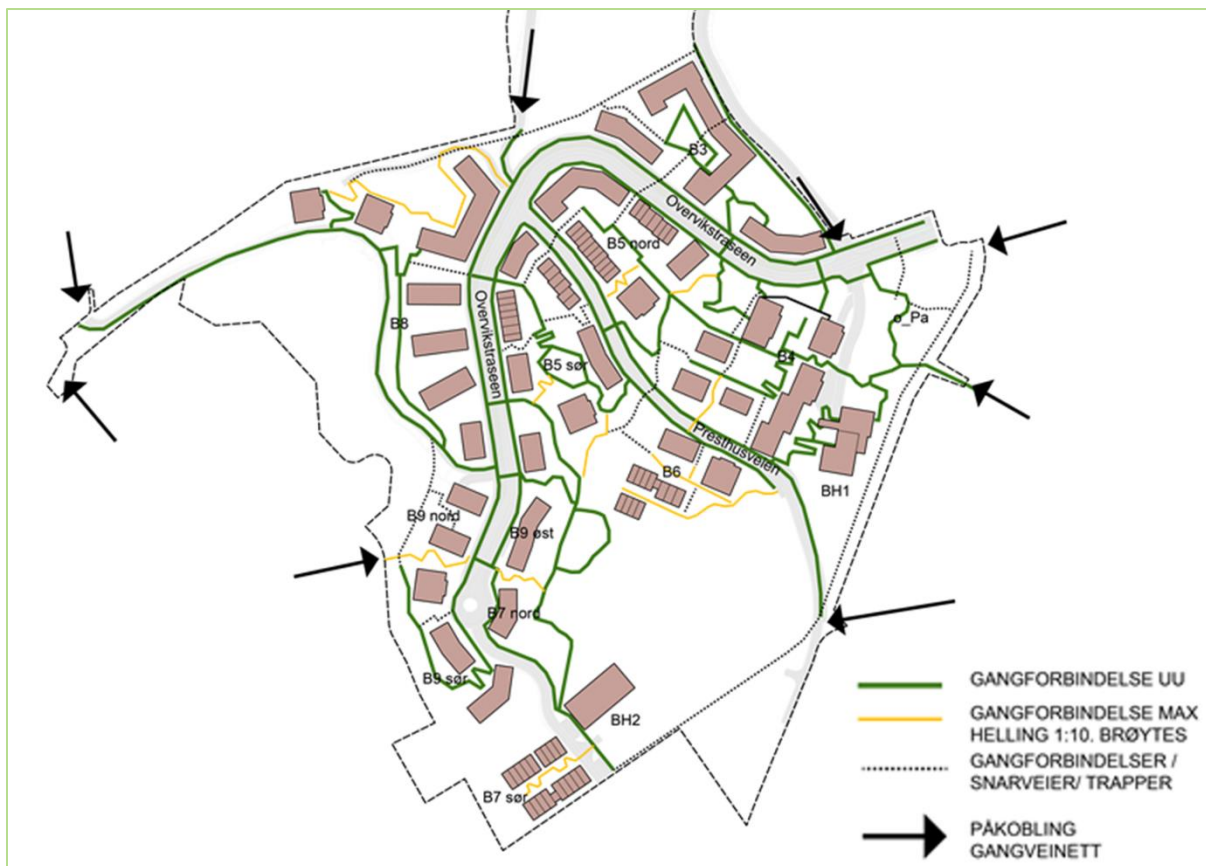 B3
Overvikstraseen
B5 nord
ø_Pa
Overvikstraseen
B8
B5 sør
B4
Presthusveien
B6
BH1
B9 nord
B9 øst
B7 nord
B9 sør
BH2
B7 sør
GANGFORBINDELSE UU
GANGFORBINDELSE MAX
HELLING 1:10. BRØYTES
GANGFORBINDELSER /
SNARVEIER/ TRAPPER
PÅKOBLING
GANGVEINETT